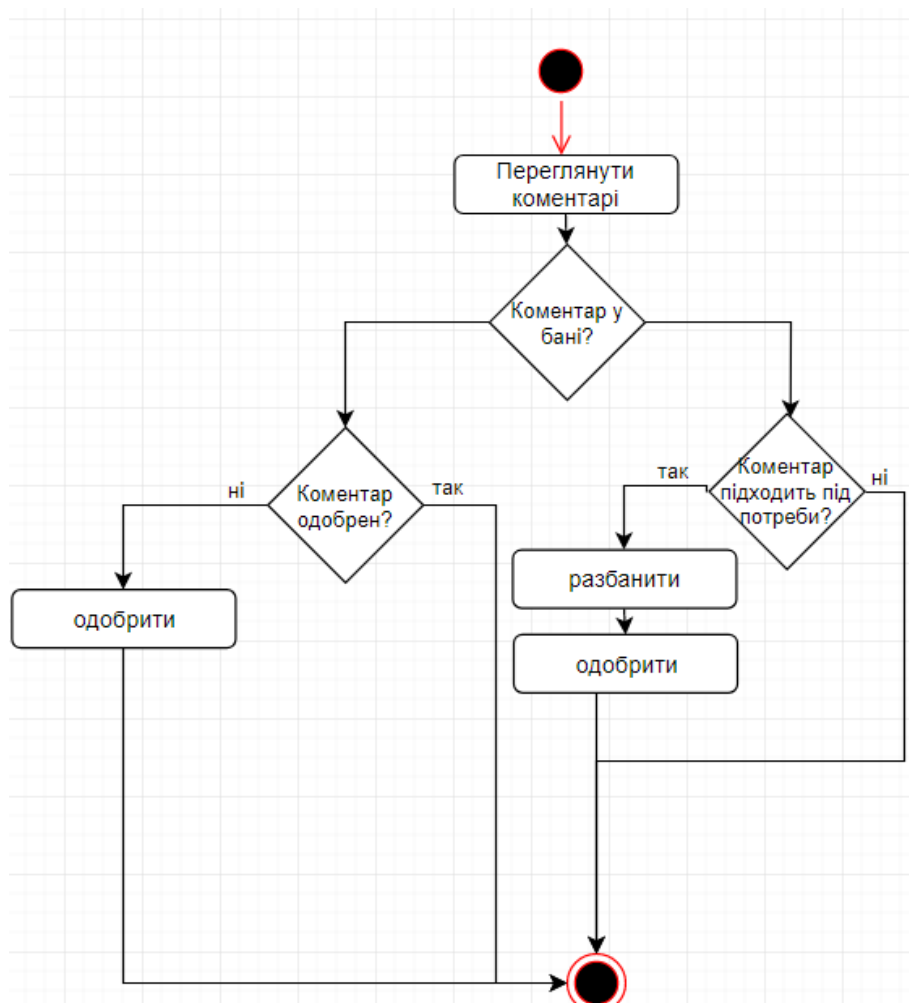 Переглянути
коментарі
Коментар у
бані?
Коментар
одобрен?
ні
так
одобрити
Коментар
підходить під
потреби?
так
ні
разбанити
одобрити